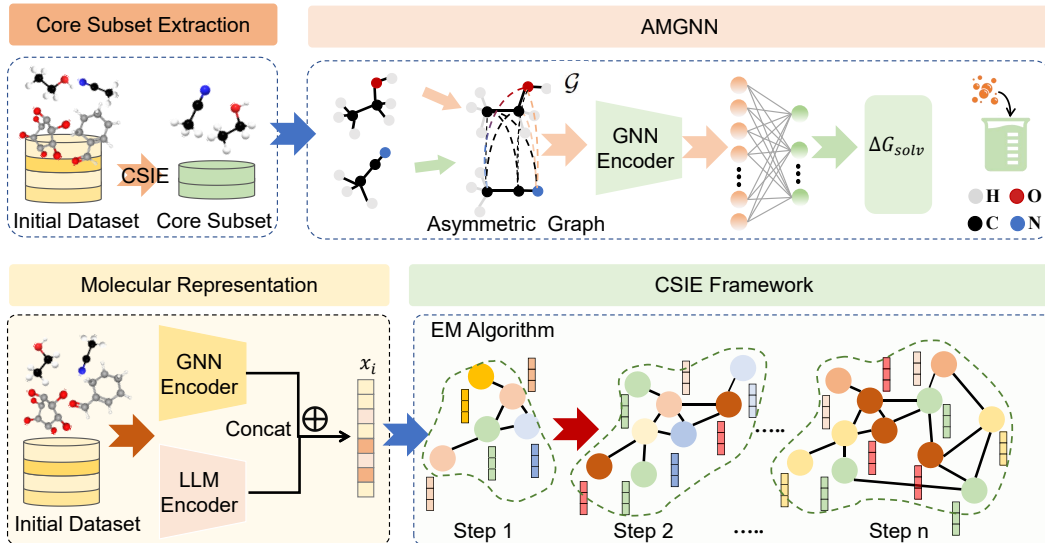 Core Subset Extraction
AMGNN
CSIE
Initial Dataset
Core Subset
𝒢
Asymmetric Graph
GNN
Encoder
ΔG_solv
H
O
C
N
Molecular Representation
CSIE Framework
GNN
Encoder
LLM
Encoder
Initial Dataset
Concat
x_i
EM Algorithm
.....
Step 1
Step 2
.....
Step n